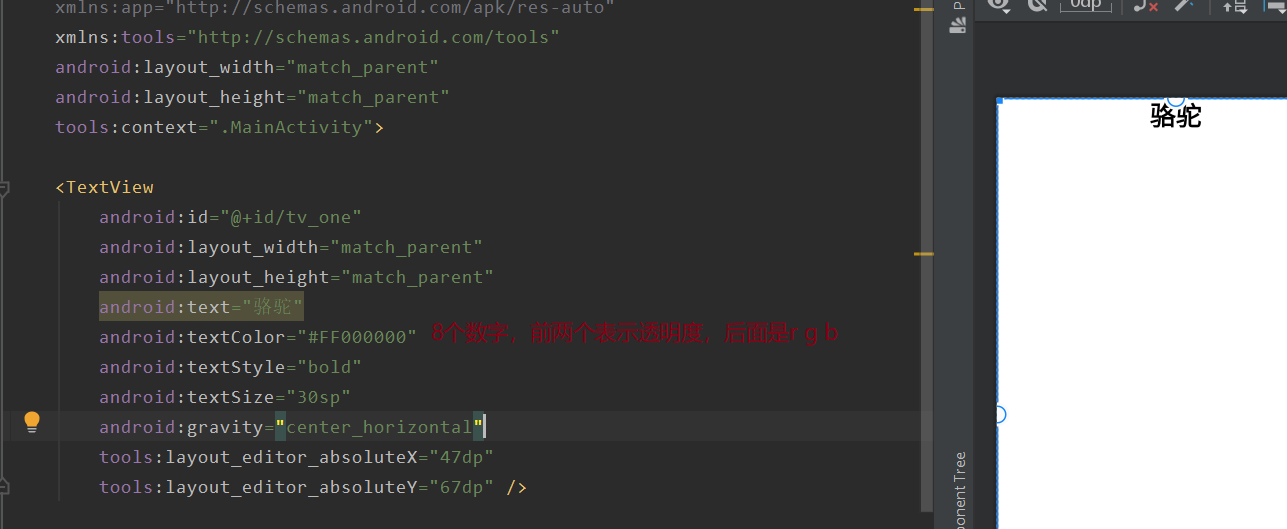 xmlns:app="http://schemas.android.com/apk/res-auto"
xmlns:tools="http://schemas.android.com/tools"
android:layout_width="match_parent"
android:layout_height="match_parent"
tools:context=".MainActivity">
<TextView
android:id="@+id/tv_one"
android:layout_width="match_parent"
android:layout_height="match_parent"
android:text="骆驼"
android:textColor="#FF000000" 8个数字，前两个表示透明度，后面是r g b
android:textStyle="bold"
android:textSize="30sp"
android:gravity="center_horizontal"
tools:layout_editor_absoluteX="47dp"
tools:layout_editor_absoluteY="67dp" />
P
0dp
骆驼
ponent Tree